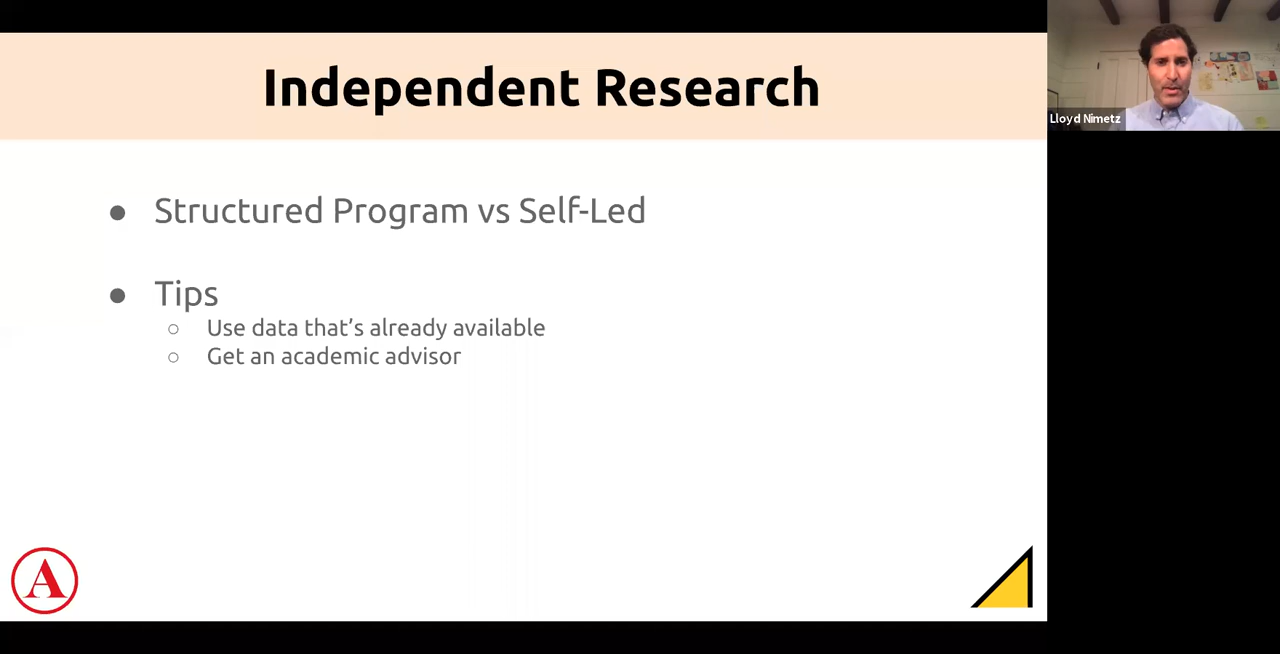 Independent Research
Structured Program vs Self-Led
Tips
Use data that's already available
Get an academic advisor
A
Lloyd Nimetz